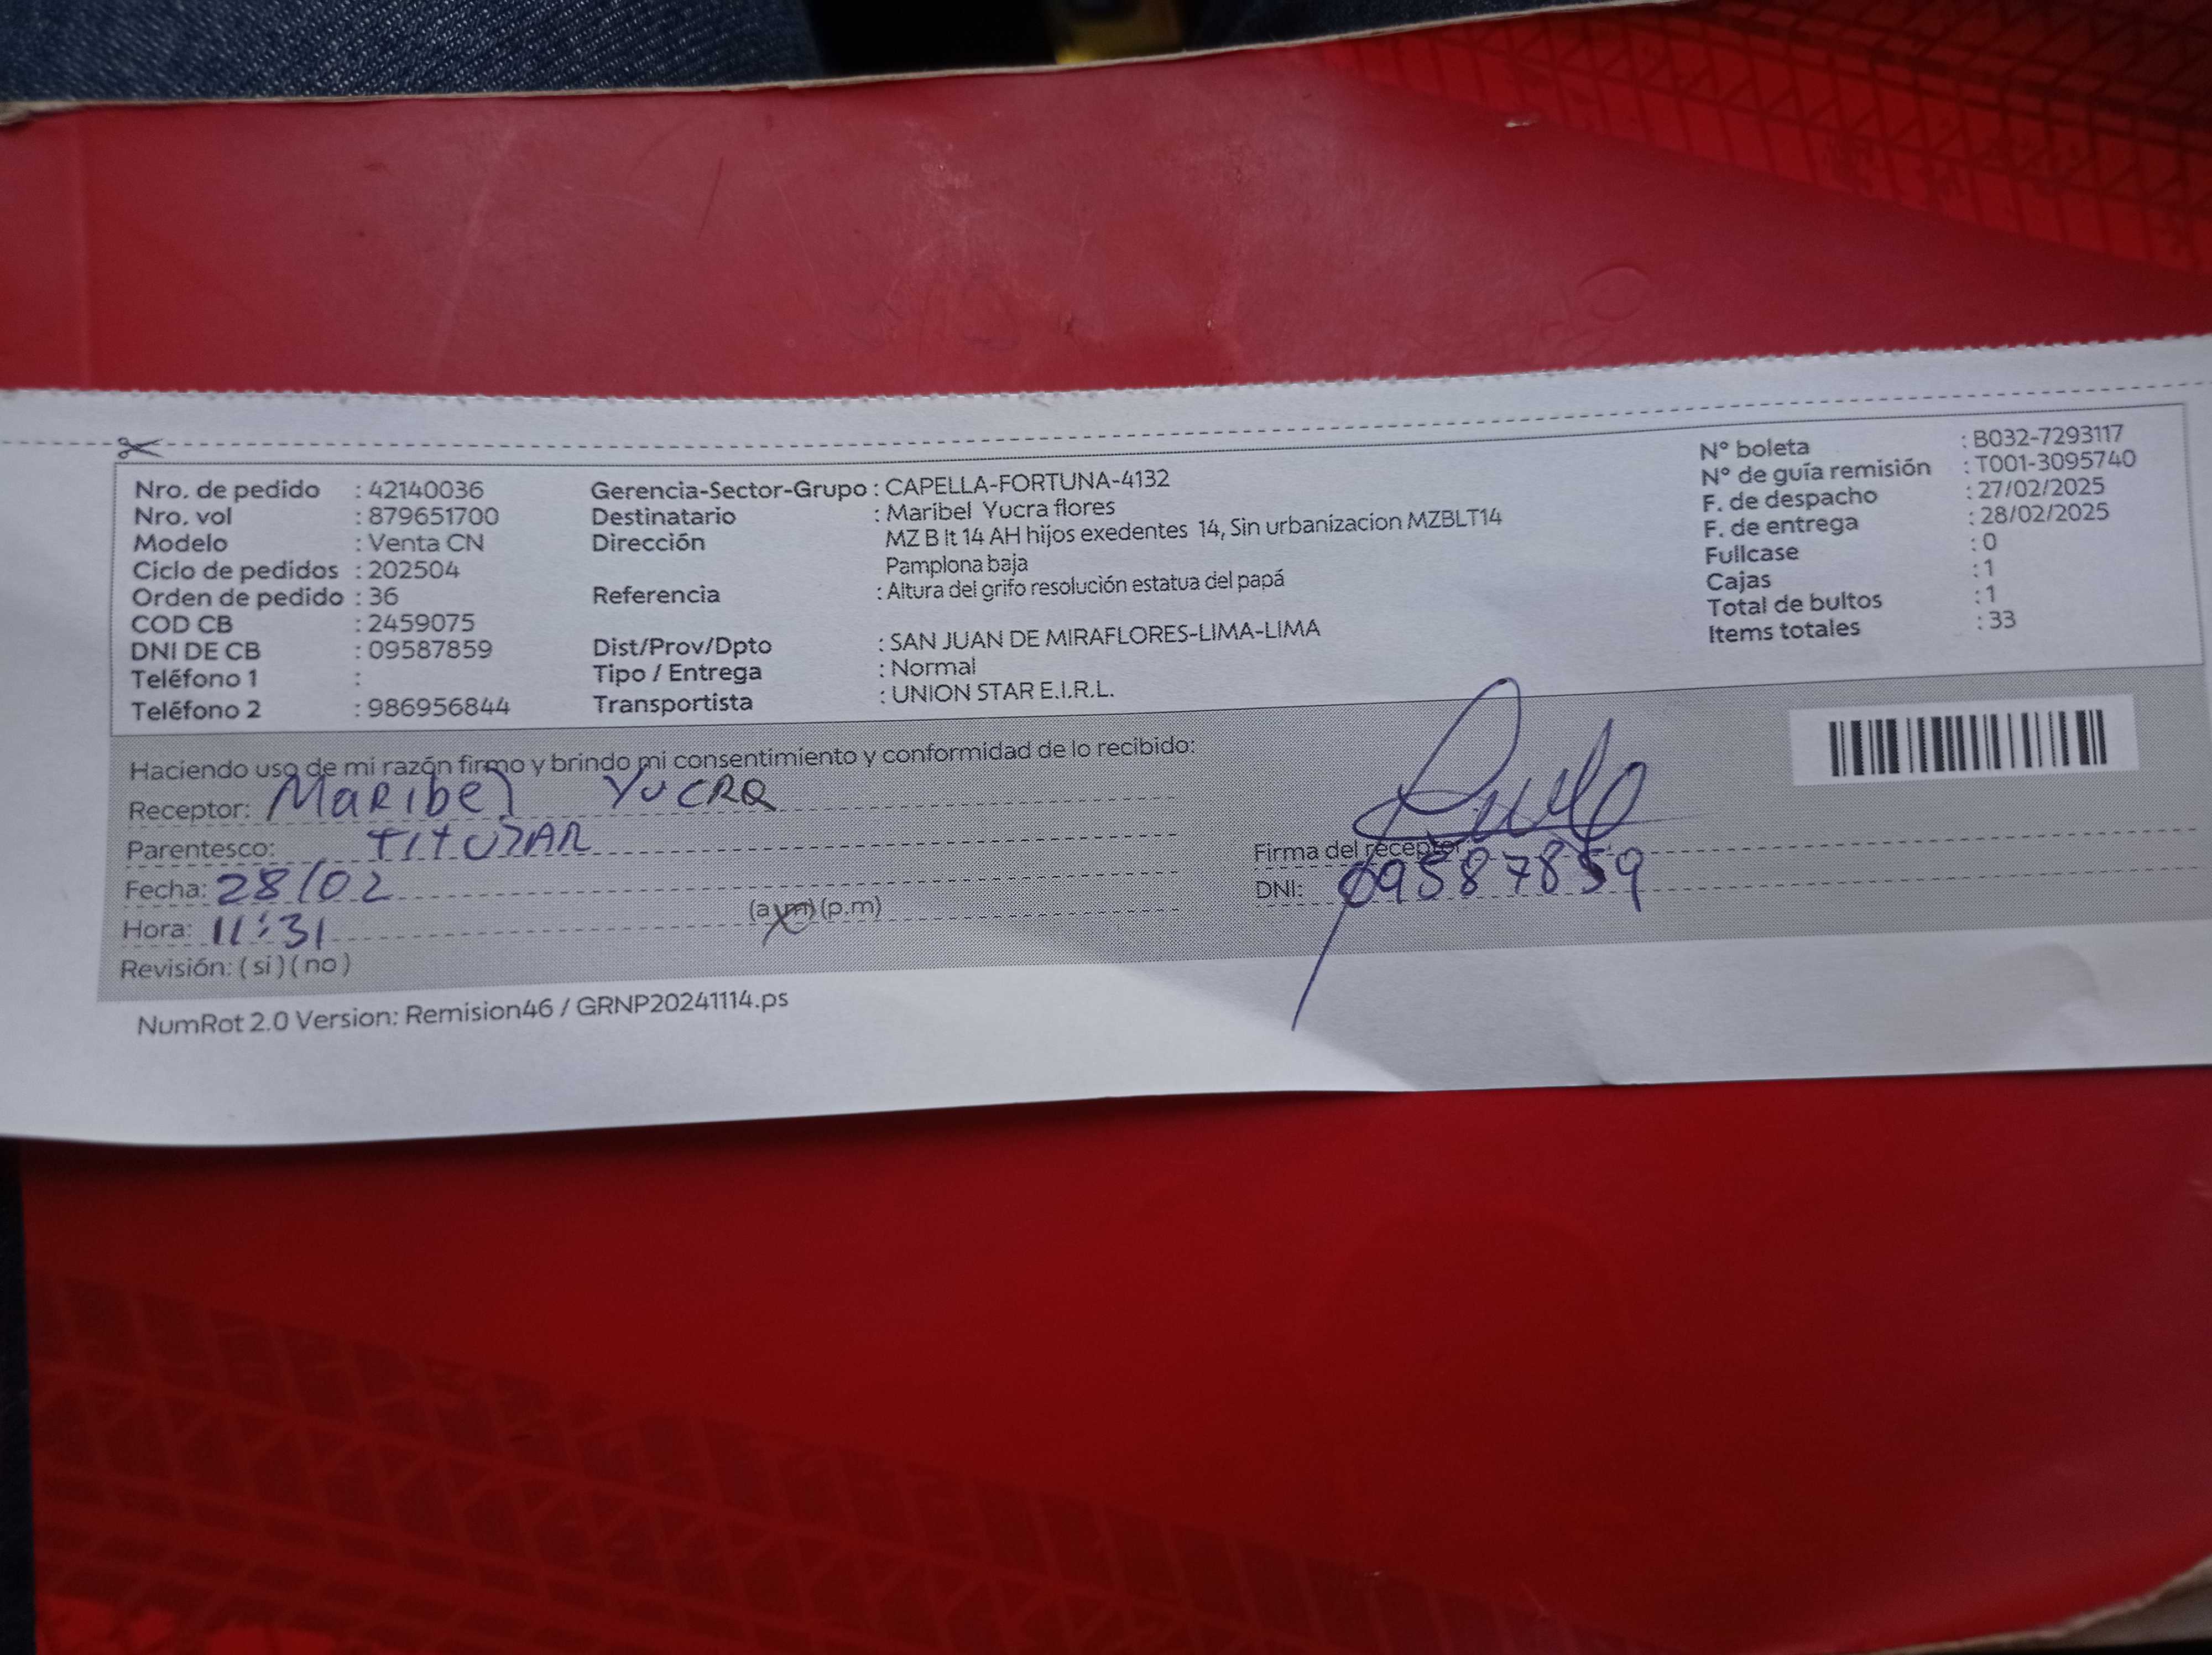 Nro. de pedido : 42140036
Nro. vol : 879651700
Modelo : Venta CN
Ciclo de pedidos : 202504
Orden de pedido : 36
COD CB : 2459075
DNI DE CB : 09587859
Teléfono 1 :
Teléfono 2 : 986956844
Gerencia-Sector-Grupo : CAPELLA-FORTUNA-4132
Destinatario : Maribel Yucra flores
Dirección MZ B lt 14 AH hijos exedentes 14, Sin urbanizacion MZBLT14
Pamplona baja
Referencia : Altura del grifo resolución estatua del papá
Dist/Prov/Dpto : SAN JUAN DE MIRAFLORES-LIMA-LIMA
Tipo / Entrega : Normal
Transportista : UNION STAR E.I.R.L.
N° boleta : B032-7293117
N° de guía remisión : T001-3095740
F. de despacho : 27/02/2025
F. de entrega : 28/02/2025
Fullcase : 0
Cajas : 1
Total de bultos : 1
Items totales : 33
Haciendo uso de mi razón firmo y brindo mi consentimiento y conformidad de lo recibido:
Receptor: Maribel YUCRA
Parentesco: TITULAR
Fecha: 28/02
Hora: 11:31 (a.m) (p.m)
Revisión: ( si ) ( no )
Firma del receptor
DNI: 09587859
NumRot 2.0 Version: Remision46 / GRNP20241114.ps